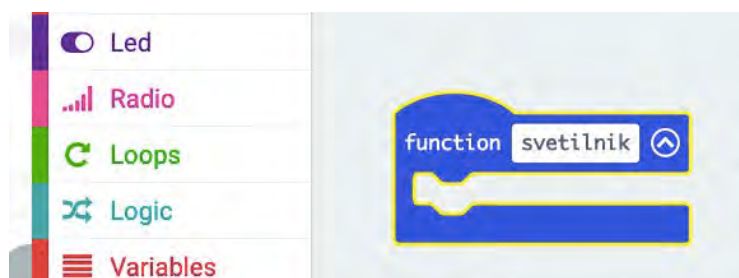 Led
Radio
Loops
Logic
Variables
function svetilnik